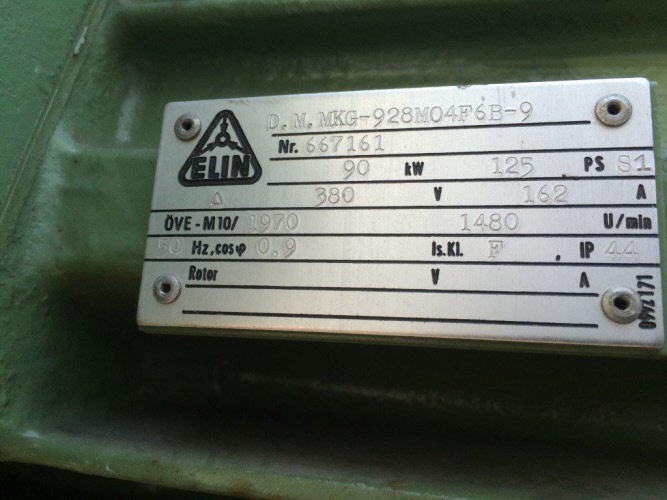 D.M.MKG-928M04F6B-9
ELIN
Nr. 667161
90 kW 125 PS S1
Δ 380 V 162 A
ÖVE-M10/ 1970 1480 U/min
50 Hz, cosφ 0.9 Is.Kl. F , IP 44
Rotor V A